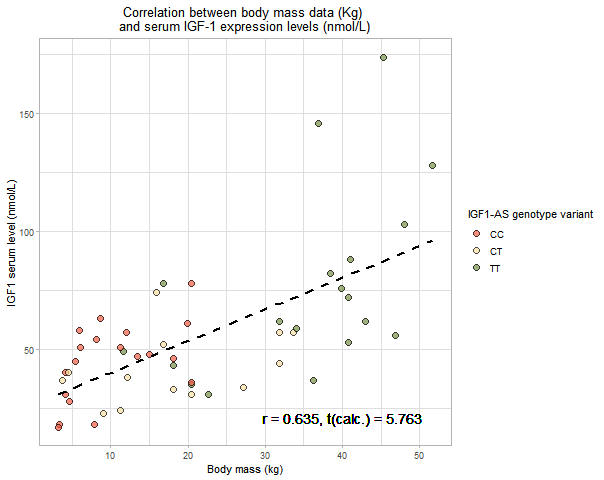 Correlation between body mass data (Kg)
and serum IGF-1 expression levels (nmol/L)
IGF1 serum level (nmol/L)
150
100
50
10 20 30 40 50
Body mass (kg)
r = 0.635, t(calc.) = 5.763
IGF1-AS genotype variant
CC
CT
TT